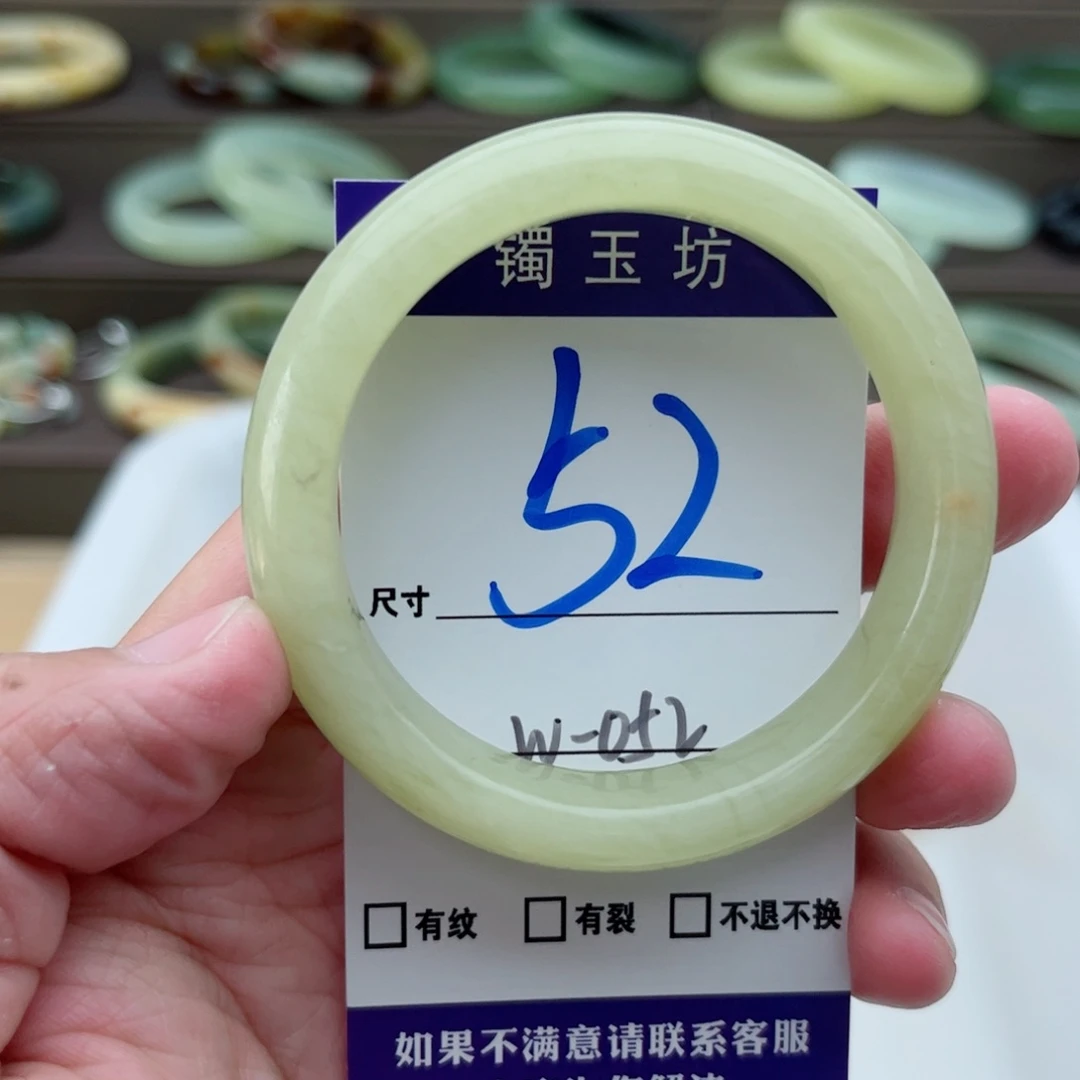 镯玉坊
52
尺寸
W-052
有纹 有裂 不退不换
如果不满意请联系客服